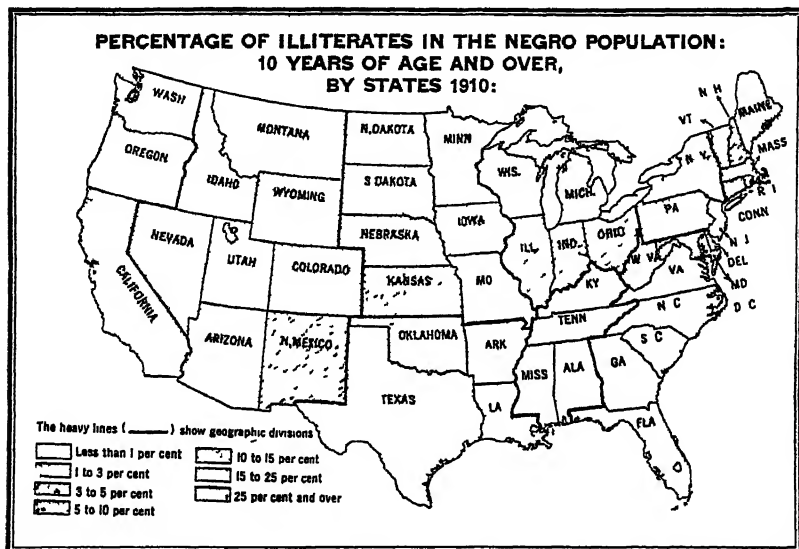 PERCENTAGE OF ILLITERATES IN THE NEGRO POPULATION:
10 YEARS OF AGE AND OVER,
BY STATES 1910:
WASH
OREGON
CALIFORNIA
NEVADA
IDAHO
MONTANA
WYOMING
UTAH
COLORADO
ARIZONA
N. MEXICO
N. DAKOTA
S DAKOTA
NEBRASKA
KANSAS
OKLAHOMA
TEXAS
MINN
IOWA
MO
ARK
LA
WIS.
ILL
MICH.
IND.
OHIO
KY
TENN
MISS
ALA
GA
FLA
S C
N C
VA
W VA
PA
N Y.
VT
N H
MAINE
MASS
R I
CONN
N J
DEL
MD
D C
The heavy lines (——) show geographic divisions
Less than 1 per cent
1 to 3 per cent
3 to 5 per cent
5 to 10 per cent
10 to 15 per cent
15 to 25 per cent
25 per cent and over